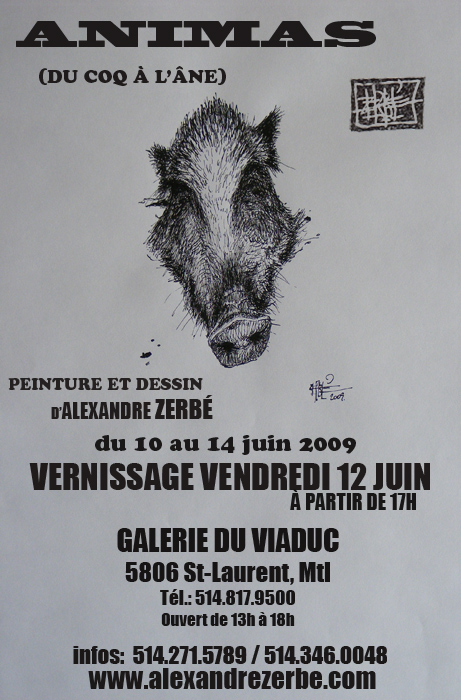 ANIMAS
(DU COQ À L'ÂNE)
PEINTURE ET DESSIN
D'ALEXANDRE ZERBÉ
2009.
du 10 au 14 juin 2009
VERNISSAGE VENDREDI 12 JUIN
À PARTIR DE 17H
GALERIE DU VIADUC
5806 St-Laurent, Mtl
Tél.: 514.817.9500
Ouvert de 13h à 18h
infos: 514.271.5789 / 514.346.0048
www.alexandrezerbe.com